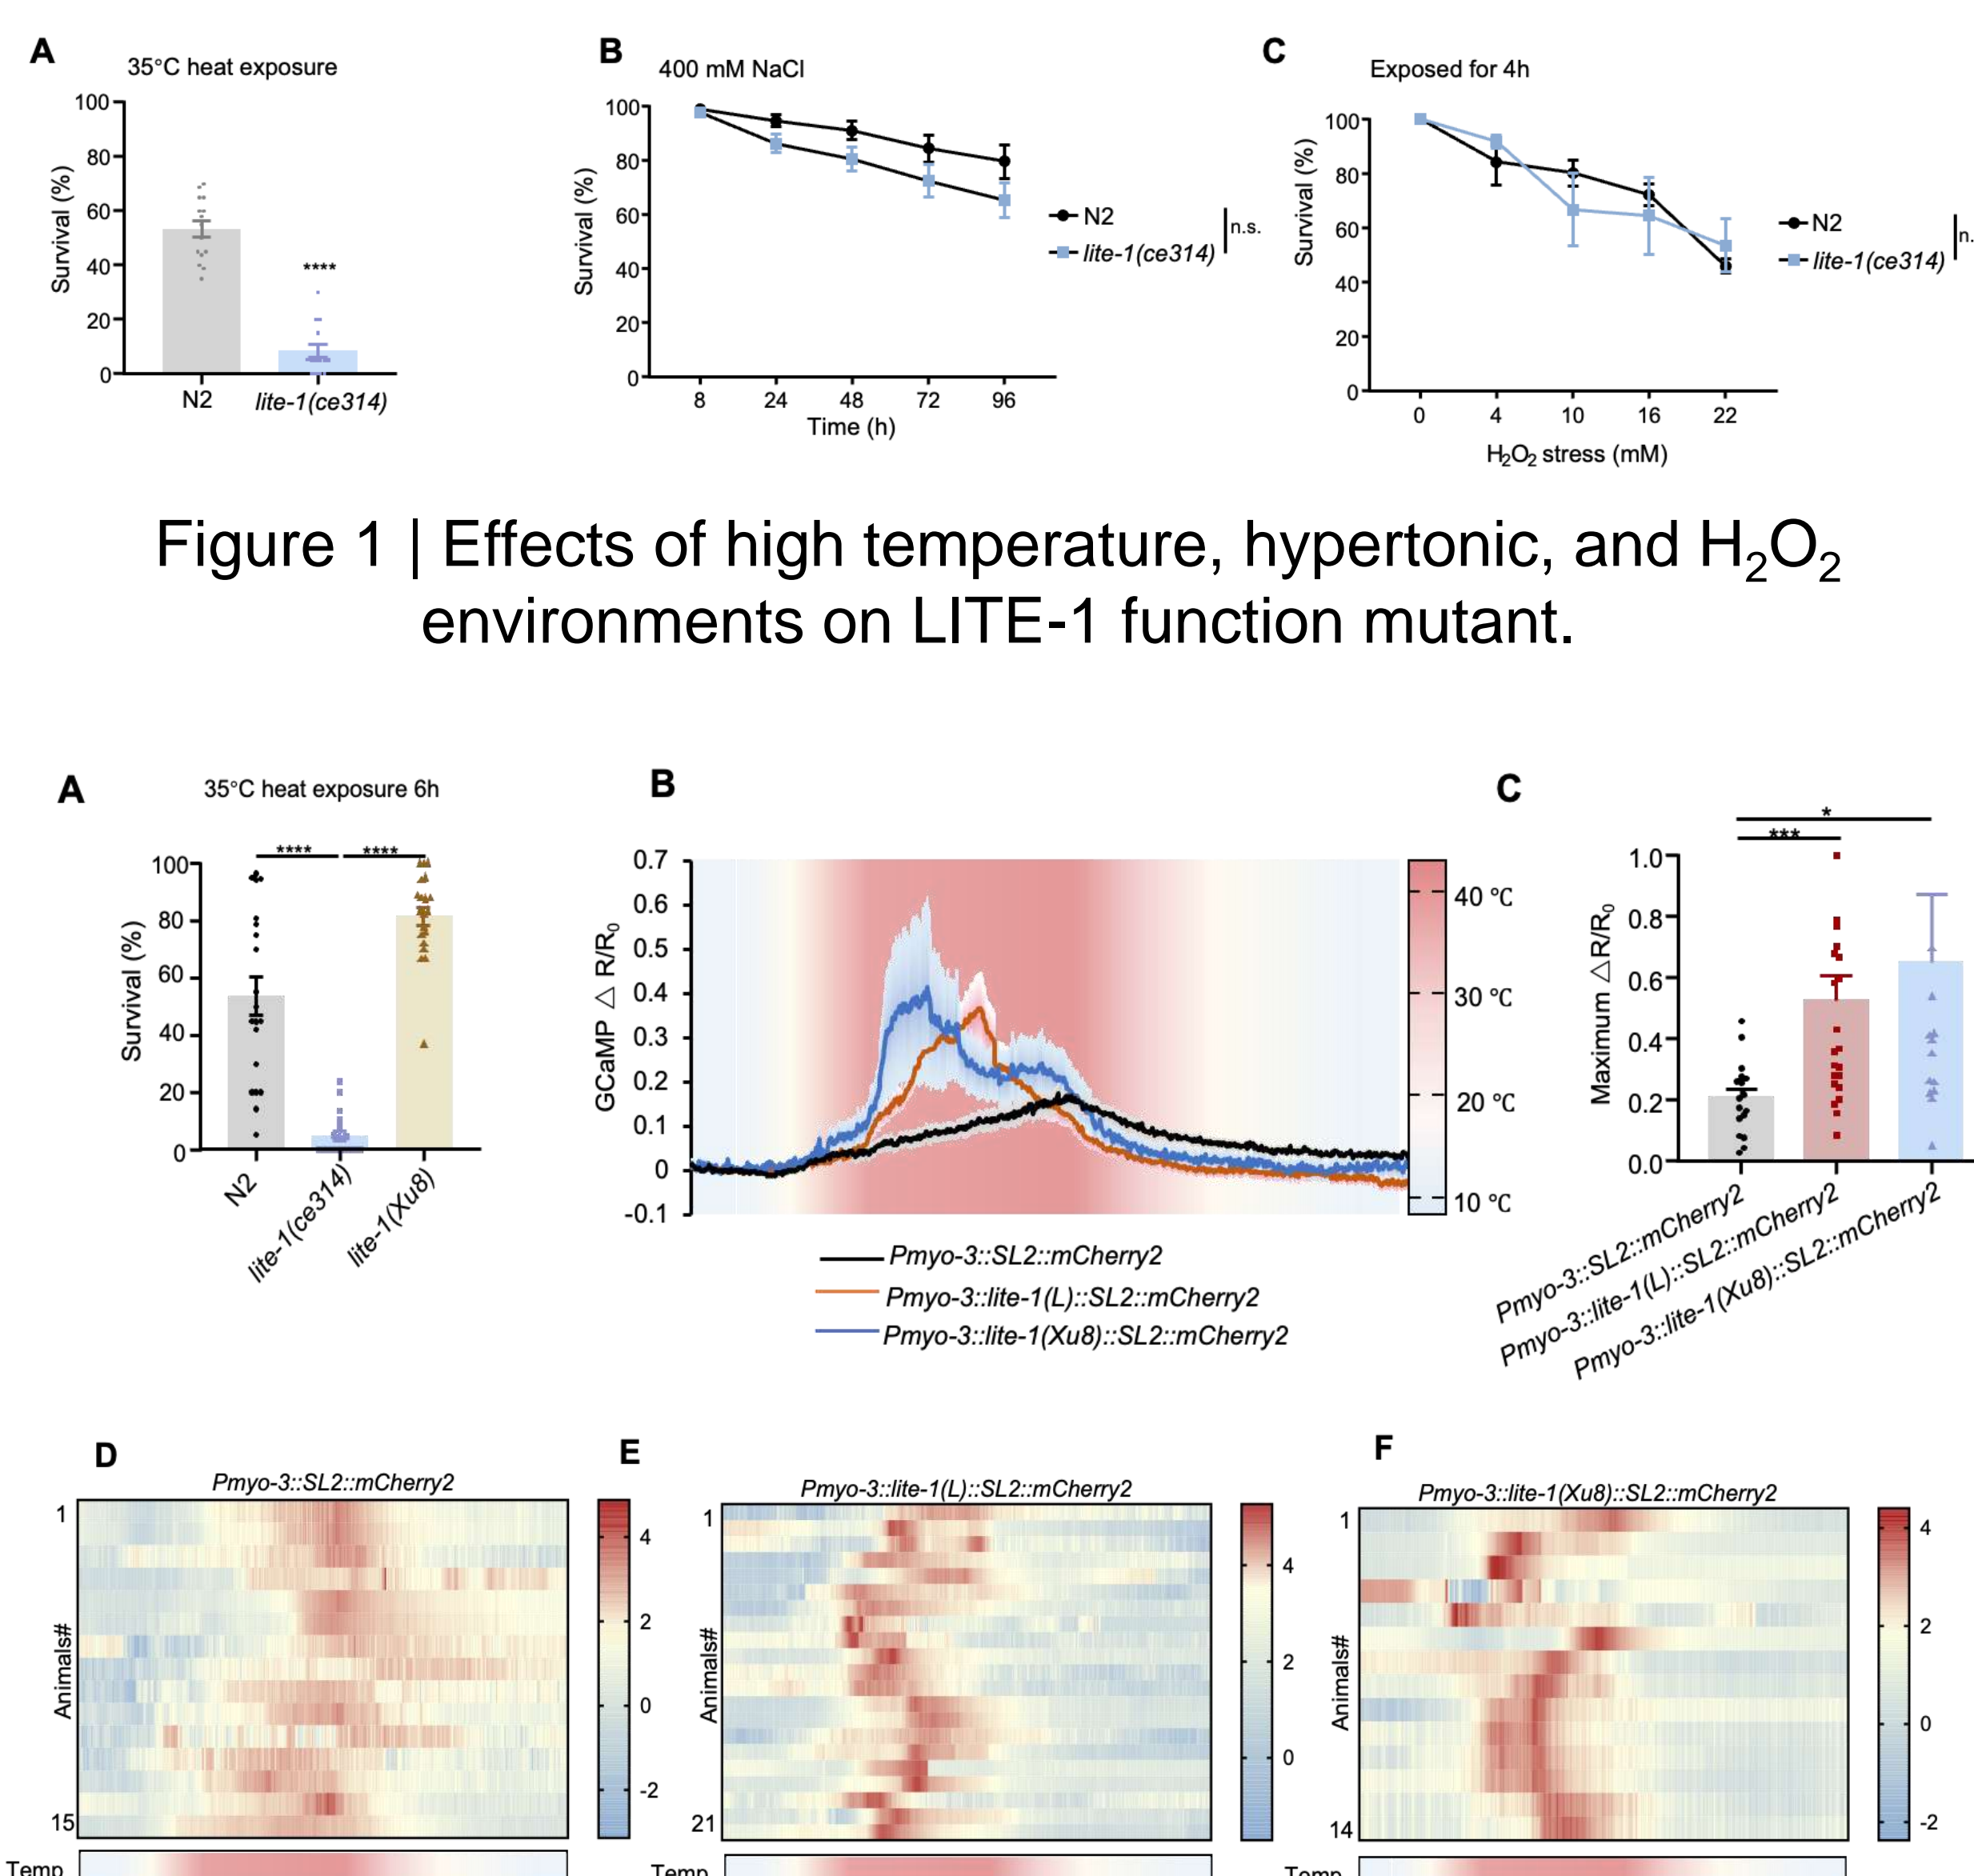 A
35°C heat exposure
Survival (%)
100
80
60
40
20
0
****
N2
lite-1(ce314)
B
400 mM NaCl
Survival (%)
100
80
60
40
20
0
8 24 48 72 96
Time (h)
N2
lite-1(ce314)
n.s.
C
Exposed for 4h
Survival (%)
100
80
60
40
20
0
0 4 10 16 22
H₂O₂ stress (mM)
N2
lite-1(ce314)
n.
Figure 1 | Effects of high temperature, hypertonic, and H₂O₂
environments on LITE-1 function mutant.
A
35°C heat exposure 6h
**** ****
Survival (%)
100
80
60
40
20
0
N2
lite-1(ce314)
lite-1(Xu8)
B
GCaMP △ R/R₀
0.7
0.6
0.5
0.4
0.3
0.2
0.1
0
-0.1
40 °C
30 °C
20 °C
10 °C
Pmyo-3::SL2::mCherry2
Pmyo-3::lite-1(L)::SL2::mCherry2
Pmyo-3::lite-1(Xu8)::SL2::mCherry2
C
*
***
Maximum △R/R₀
1.0
0.8
0.6
0.4
0.2
0.0
Pmyo-3::SL2::mCherry2
Pmyo-3::lite-1(L)::SL2::mCherry2
Pmyo-3::lite-1(Xu8)::SL2::mCherry2
D
Pmyo-3::SL2::mCherry2
1
Animals#
15
4
2
0
-2
Temp
E
Pmyo-3::lite-1(L)::SL2::mCherry2
1
Animals#
21
4
2
0
Temp
F
Pmyo-3::lite-1(Xu8)::SL2::mCherry2
1
Animals#
14
4
2
0
-2
Temp